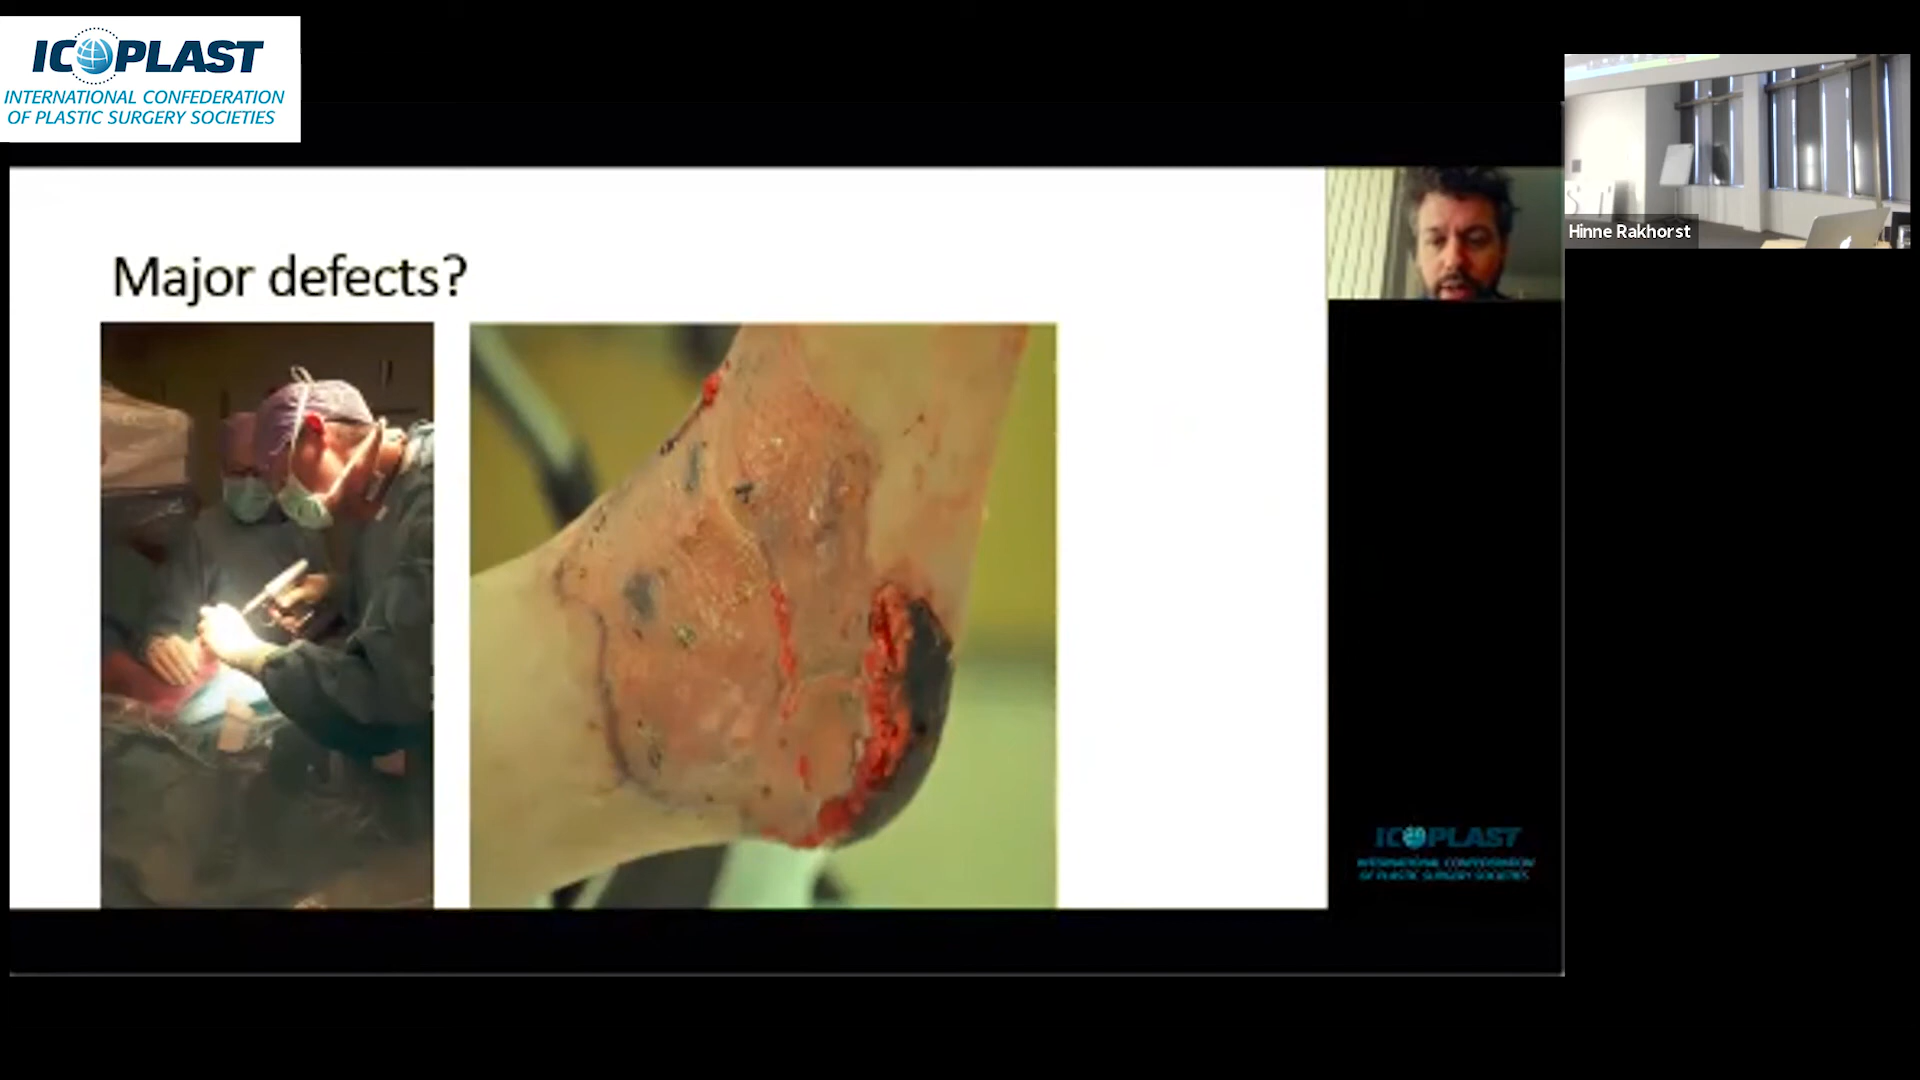 ICOPLAST
INTERNATIONAL CONFEDERATION
OF PLASTIC SURGERY SOCIETIES
Hinne Rakhorst
Major defects?
ICOPLAST
INTERNATIONAL CONFEDERATION
OF PLASTIC SURGERY SOCIETIES